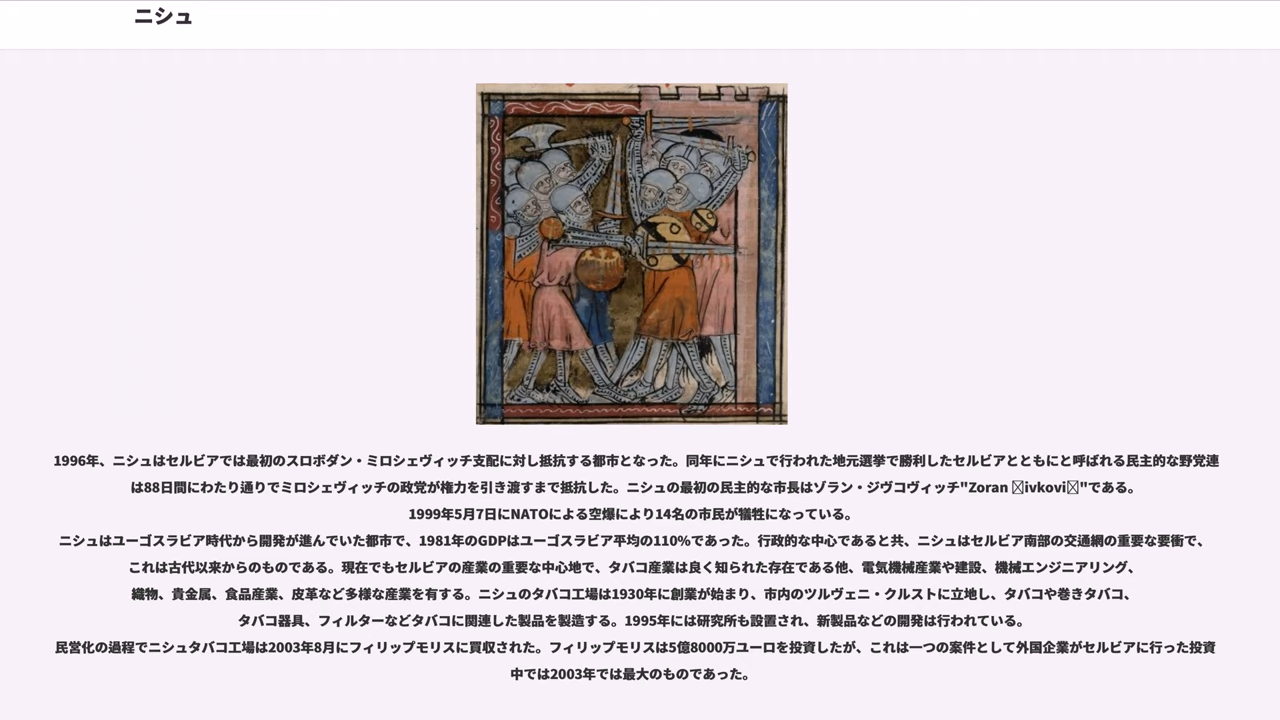 ニシュ
1996年、ニシュはセルビアでは最初のスロボダン・ミロシェヴィッチ支配に対し抵抗する都市となった。同年にニシュで行われた地元選挙で勝利したセルビアとともにと呼ばれる民主的な野党連
は88日間にわたり通りでミロシェヴィッチの政党が権力を引き渡すまで抵抗した。ニシュの最初の民主的な市長はゾラン・ジヴコヴィッチ"Zoran ☒ivkovi☒"である。
1999年5月7日にNATOによる空爆により14名の市民が犠牲になっている。
ニシュはユーゴスラビア時代から開発が進んでいた都市で、1981年のGDPはユーゴスラビア平均の110%であった。行政的な中心であると共、ニシュはセルビア南部の交通網の重要な要衝で、
これは古代以来からのものである。現在でもセルビアの産業の重要な中心地で、タバコ産業は良く知られた存在である他、電気機械産業や建設、機械エンジニアリング、
織物、貴金属、食品産業、皮革など多様な産業を有する。ニシュのタバコ工場は1930年に創業が始まり、市内のツルヴェニ・クルストに立地し、タバコや巻きタバコ、
タバコ器具、フィルターなどタバコに関連した製品を製造する。1995年には研究所も設置され、新製品などの開発は行われている。
民営化の過程でニシュタバコ工場は2003年8月にフィリップモリスに買収された。フィリップモリスは5億8000万ユーロを投資したが、これは一つの案件として外国企業がセルビアに行った投資
中では2003年では最大のものであった。